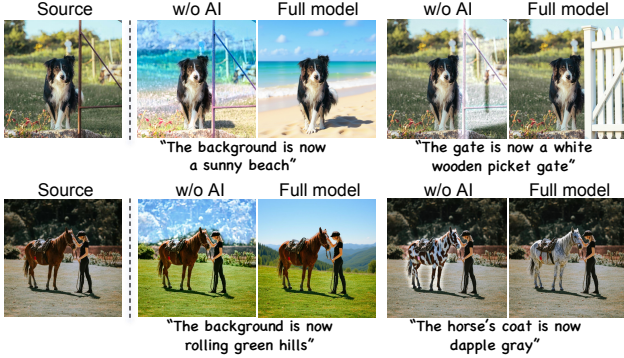 Source w/o AI Full model w/o AI Full model
"The background is now
a sunny beach"
"The gate is now a white
wooden picket gate"
Source w/o AI Full model w/o AI Full model
"The background is now
rolling green hills"
"The horse's coat is now
dapple gray"